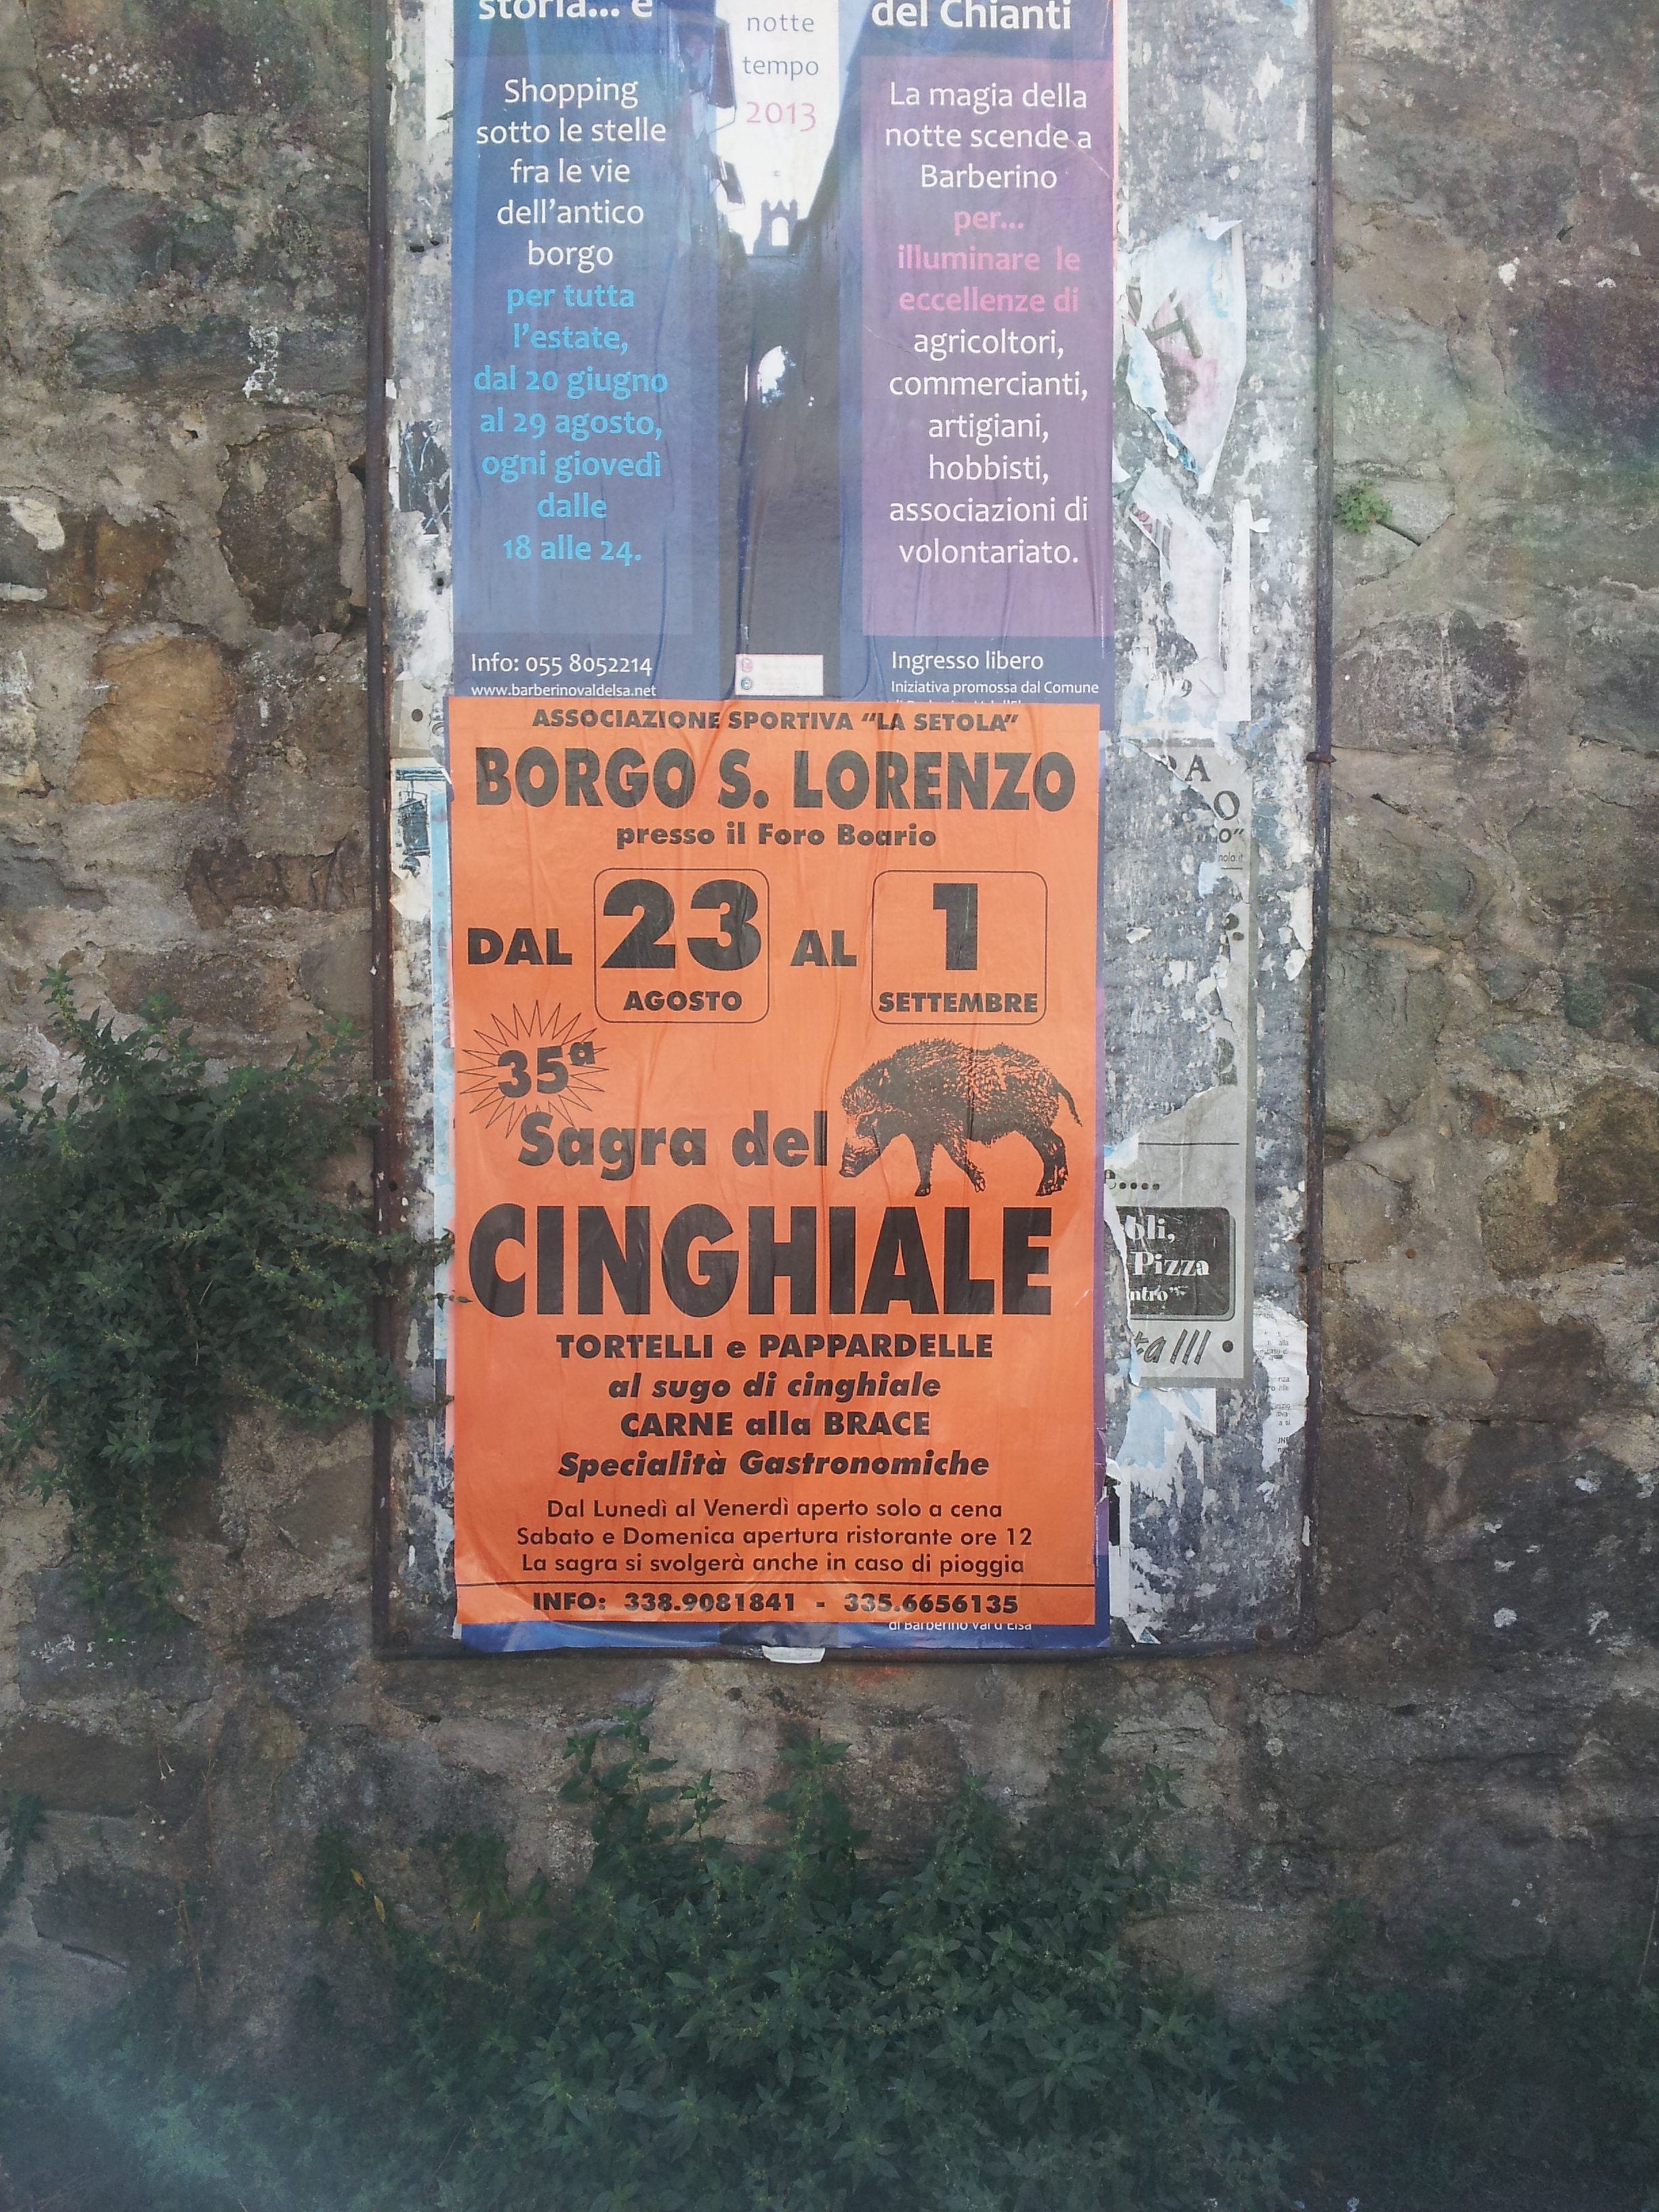 storia... e
Shopping
sotto le stelle
fra le vie
dell'antico
borgo
per tutta
l'estate,
dal 20 giugno
al 29 agosto,
ogni giovedì
dalle
18 alle 24.
Info: 055 8052214
www.barberinovaldelsa.net
notte
tempo
2013
del Chianti
La magia della
notte scende a
Barberino
per...
illuminare le
eccellenze di
agricoltori,
commercianti,
artigiani,
hobbisti,
associazioni di
volontariato.
Ingresso libero
Iniziativa promossa dal Comune
ASSOCIAZIONE SPORTIVA "LA SETOLA"
BORGO S. LORENZO
presso il Foro Boario
DAL 23 AL 1
AGOSTO SETTEMBRE
35ª
Sagra del
CINGHIALE
TORTELLI e PAPPARDELLE
al sugo di cinghiale
CARNE alla BRACE
Specialità Gastronomiche
Dal Lunedì al Venerdì aperto solo a cena
Sabato e Domenica apertura ristorante ore 12
La sagra si svolgerà anche in caso di pioggia
INFO: 338.9081841 - 335.6656135
di Barberino Val d'Elsa
Pizza